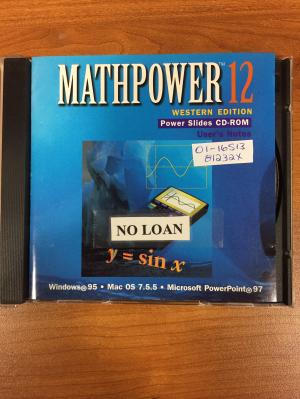 MATHPOWER™ 12
WESTERN EDITION
Power Slides CD-ROM
User's Notes
01-16513
G1232X
NO LOAN
y = sin x
Windows®95 • Mac OS 7.5.5 • Microsoft PowerPoint®97